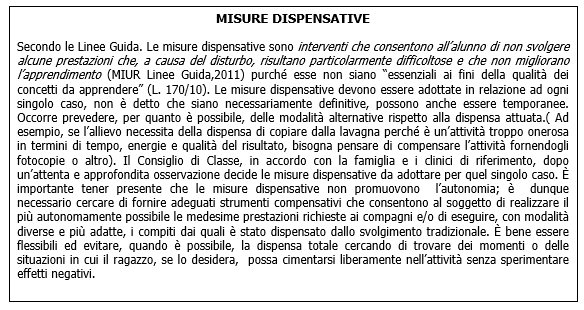 MISURE DISPENSATIVE
Secondo le Linee Guida. Le misure dispensative sono interventi che consentono all'alunno di non svolgere
alcune prestazioni che, a causa del disturbo, risultano particolarmente difficoltose e che non migliorano
l'apprendimento (MIUR Linee Guida,2011) purché esse non siano "essenziali ai fini della qualità dei
concetti da apprendere" (L. 170/10). Le misure dispensative devono essere adottate in relazione ad ogni
singolo caso, non è detto che siano necessariamente definitive, possono anche essere temporanee.
Occorre prevedere, per quanto è possibile, delle modalità alternative rispetto alla dispensa attuata.( Ad
esempio, se l'allievo necessita della dispensa di copiare dalla lavagna perché è un'attività troppo onerosa
in termini di tempo, energie e qualità del risultato, bisogna pensare di compensare l'attività fornendogli
fotocopie o altro). Il Consiglio di Classe, in accordo con la famiglia e i clinici di riferimento, dopo
un'attenta e approfondita osservazione decide le misure dispensative da adottare per quel singolo caso. È
importante tener presente che le misure dispensative non promuovono l'autonomia; è dunque
necessario cercare di fornire adeguati strumenti compensativi che consentono al soggetto di realizzare il
più autonomamente possibile le medesime prestazioni richieste ai compagni e/o di eseguire, con modalità
diverse e più adatte, i compiti dai quali è stato dispensato dallo svolgimento tradizionale. È bene essere
flessibili ed evitare, quando è possibile, la dispensa totale cercando di trovare dei momenti o delle
situazioni in cui il ragazzo, se lo desidera, possa cimentarsi liberamente nell'attività senza sperimentare
effetti negativi.